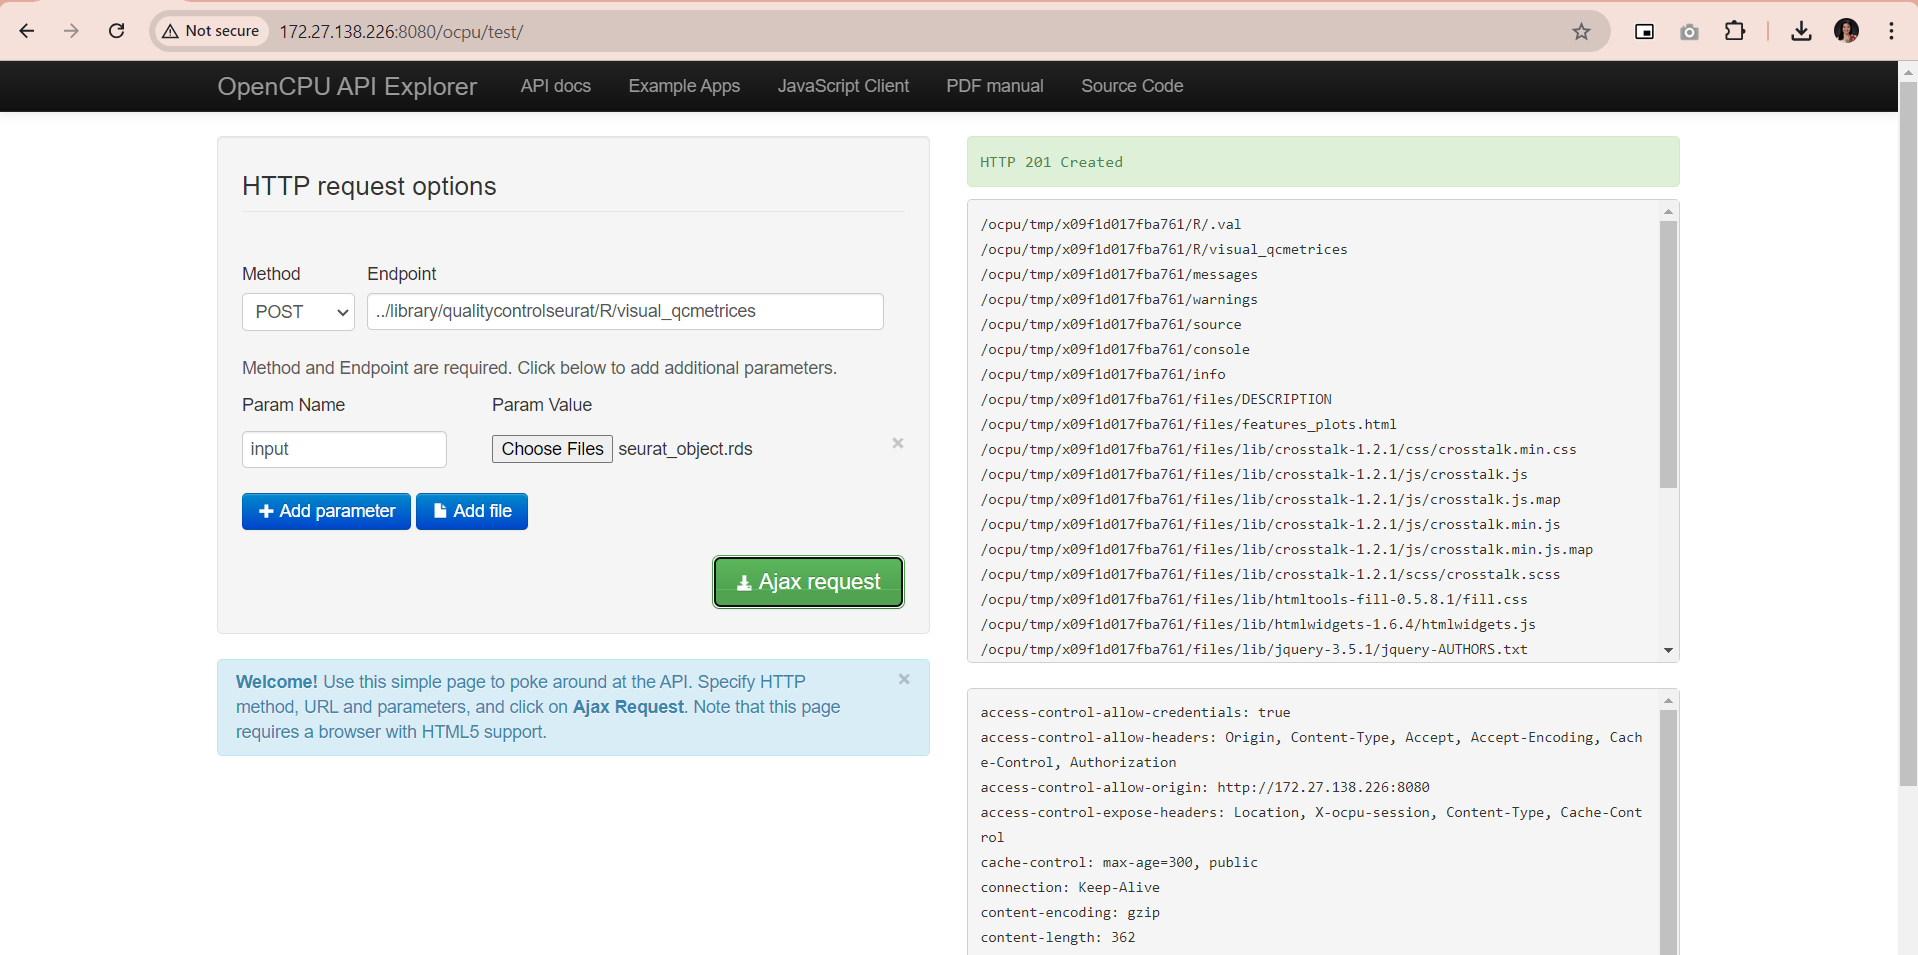 Not secure 172.27.138.226:8080/ocpu/test/
OpenCPU API Explorer API docs Example Apps JavaScript Client PDF manual Source Code
HTTP request options
Method Endpoint
POST ../library/qualitycontrolseurat/R/visual_qcmetrices
Method and Endpoint are required. Click below to add additional parameters.
Param Name Param Value
input Choose Files seurat_object.rds ×
Add parameter Add file
Ajax request
Welcome! Use this simple page to poke around at the API. Specify HTTP ×
method, URL and parameters, and click on Ajax Request. Note that this page
requires a browser with HTML5 support.
HTTP 201 Created
/ocpu/tmp/x09f1d017fba761/R/.val
/ocpu/tmp/x09f1d017fba761/R/visual_qcmetrices
/ocpu/tmp/x09f1d017fba761/messages
/ocpu/tmp/x09f1d017fba761/warnings
/ocpu/tmp/x09f1d017fba761/source
/ocpu/tmp/x09f1d017fba761/console
/ocpu/tmp/x09f1d017fba761/info
/ocpu/tmp/x09f1d017fba761/files/DESCRIPTION
/ocpu/tmp/x09f1d017fba761/files/features_plots.html
/ocpu/tmp/x09f1d017fba761/files/lib/crosstalk-1.2.1/css/crosstalk.min.css
/ocpu/tmp/x09f1d017fba761/files/lib/crosstalk-1.2.1/js/crosstalk.js
/ocpu/tmp/x09f1d017fba761/files/lib/crosstalk-1.2.1/js/crosstalk.js.map
/ocpu/tmp/x09f1d017fba761/files/lib/crosstalk-1.2.1/js/crosstalk.min.js
/ocpu/tmp/x09f1d017fba761/files/lib/crosstalk-1.2.1/js/crosstalk.min.js.map
/ocpu/tmp/x09f1d017fba761/files/lib/crosstalk-1.2.1/scss/crosstalk.scss
/ocpu/tmp/x09f1d017fba761/files/lib/htmltools-fill-0.5.8.1/fill.css
/ocpu/tmp/x09f1d017fba761/files/lib/htmlwidgets-1.6.4/htmlwidgets.js
/ocpu/tmp/x09f1d017fba761/files/lib/jquery-3.5.1/jquery-AUTHORS.txt
access-control-allow-credentials: true
access-control-allow-headers: Origin, Content-Type, Accept, Accept-Encoding, Cach
e-Control, Authorization
access-control-allow-origin: http://172.27.138.226:8080
access-control-expose-headers: Location, X-ocpu-session, Content-Type, Cache-Cont
rol
cache-control: max-age=300, public
connection: Keep-Alive
content-encoding: gzip
content-length: 362